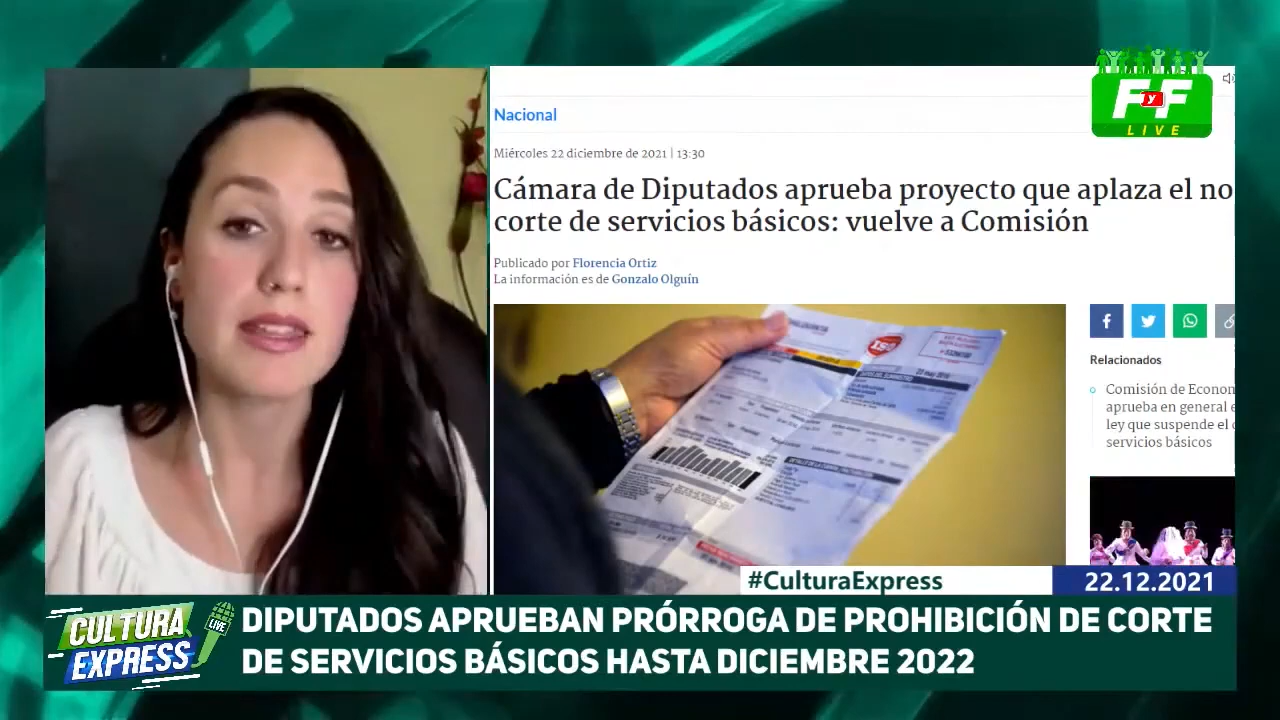 F y F
LIVE
Nacional
Miércoles 22 diciembre de 2021 | 13:30
Cámara de Diputados aprueba proyecto que aplaza el no
corte de servicios básicos: vuelve a Comisión
Publicado por Florencia Ortiz
La información es de Gonzalo Olguín
Relacionados
Comisión de Econom
aprueba en general e
ley que suspende el
servicios básicos
#CulturaExpress
22.12.2021
CULTURA
EXPRESS
LIVE
DIPUTADOS APRUEBAN PRÓRROGA DE PROHIBICIÓN DE CORTE
DE SERVICIOS BÁSICOS HASTA DICIEMBRE 2022